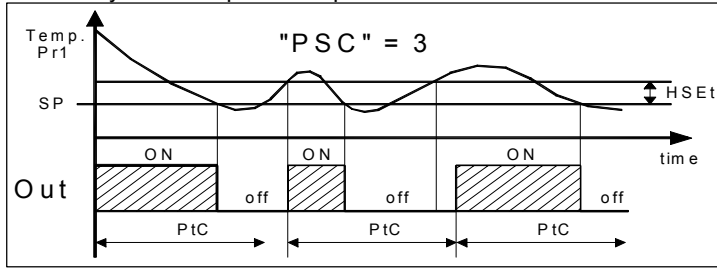 Temp.
Pr1
"PSC" = 3
HSEt
SP
time
ON
ON
ON
Out
off
off
off
PtC
PtC
PtC